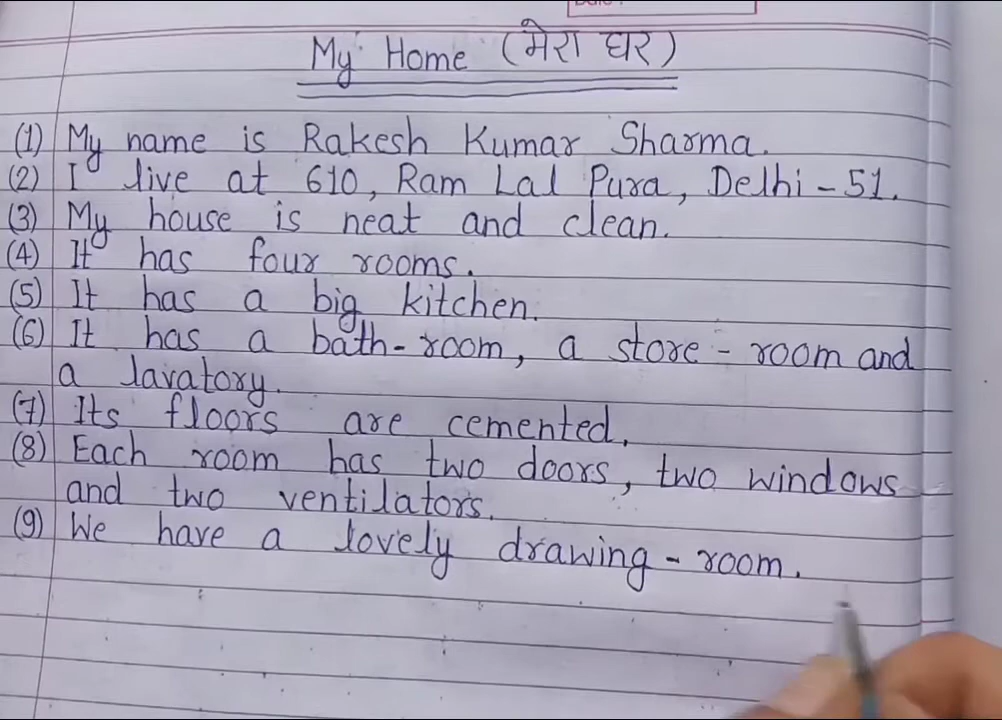 My Home (मेरा घर)
(1) My name is Rakesh Kumar Sharma.
(2) I live at 610, Ram Lal Pura, Delhi-51.
(3) My house is neat and clean.
(4) It has four rooms.
(5) It has a big kitchen.
(6) It has a bath-room, a store-room and
a lavatory.
(7) Its floors are cemented.
(8) Each room has two doors, two windows
and two ventilators.
(9) We have a lovely drawing-room.